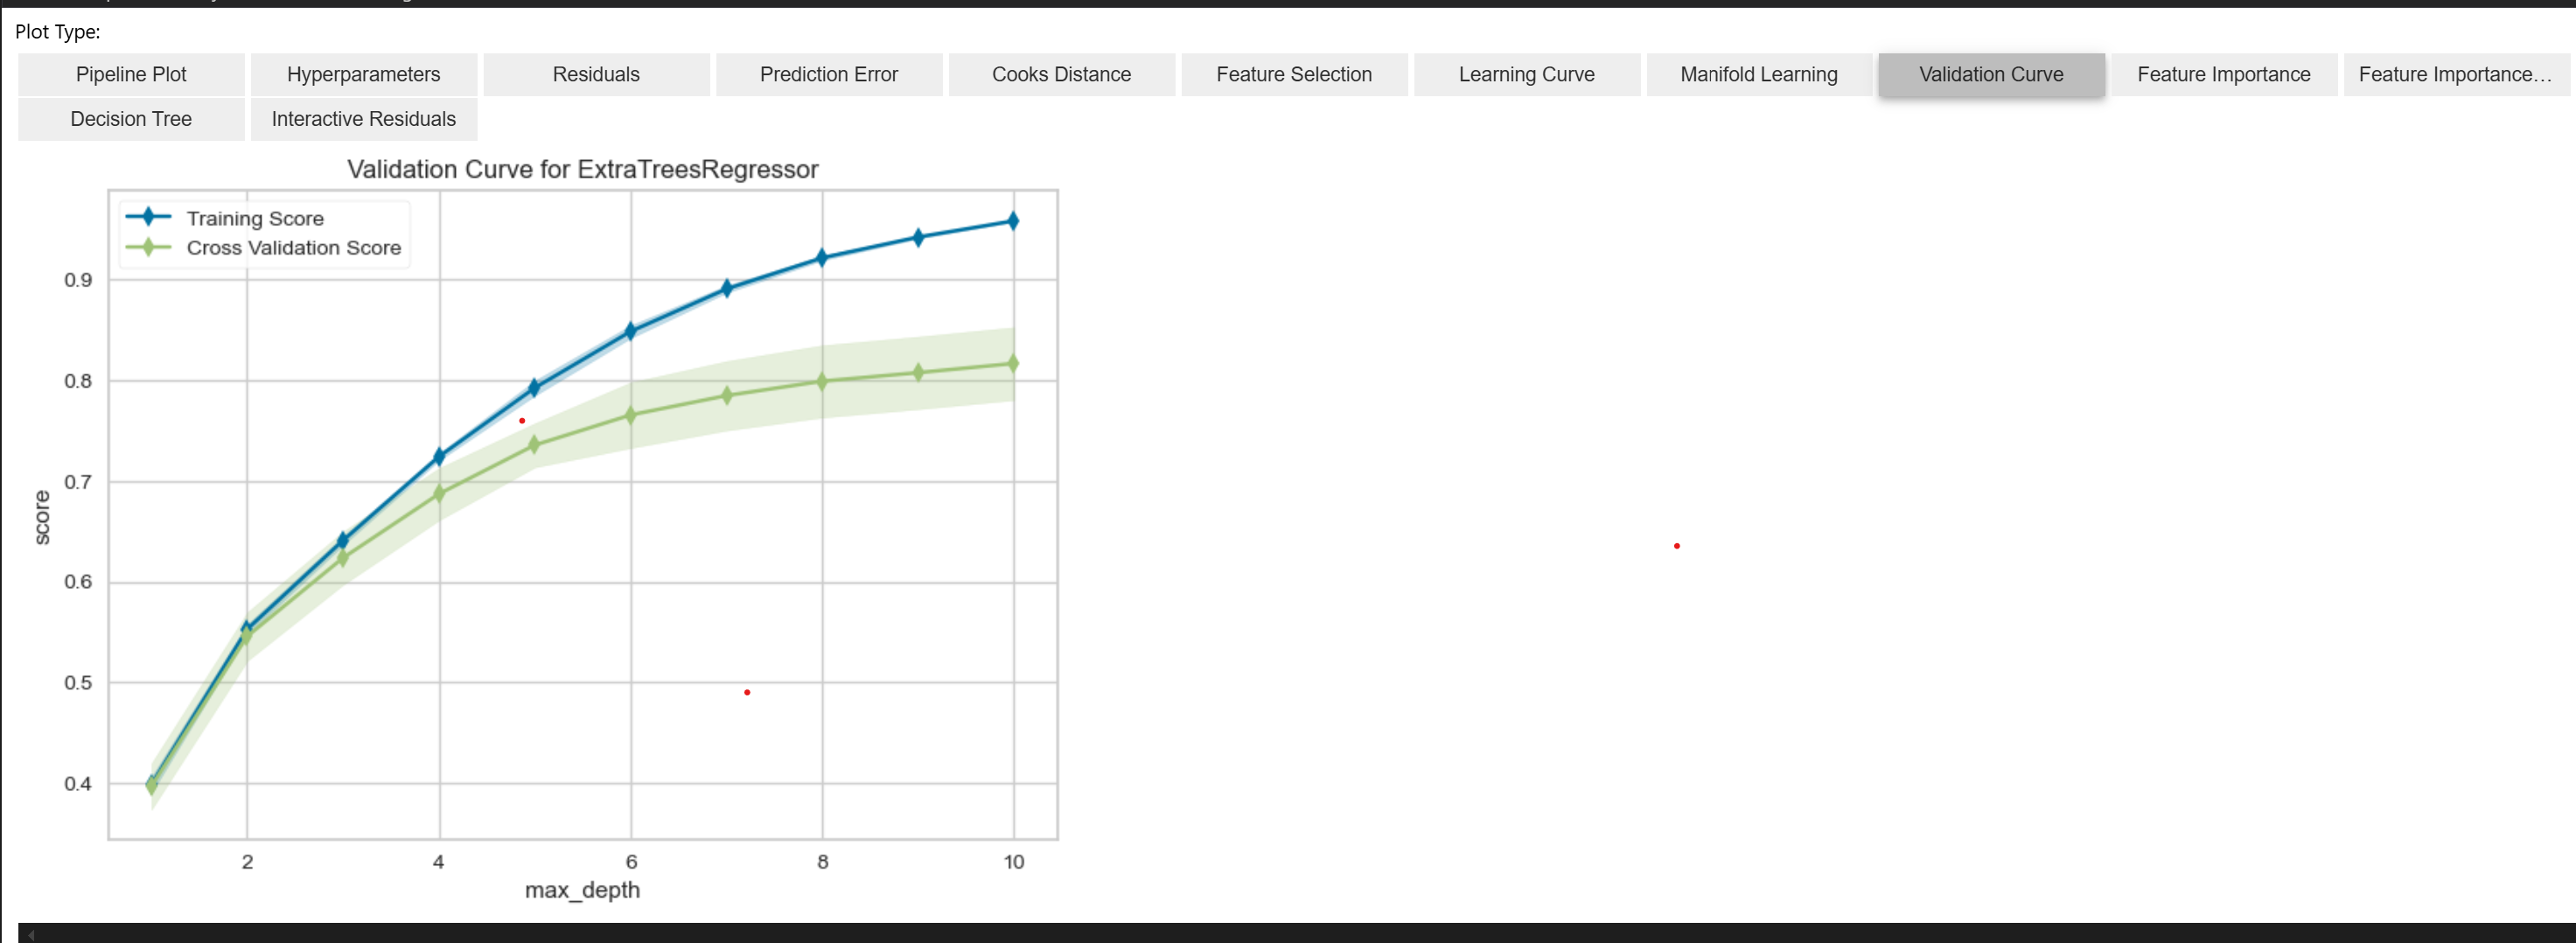 Plot Type:
Pipeline Plot Hyperparameters Residuals Prediction Error Cooks Distance Feature Selection Learning Curve Manifold Learning Validation Curve Feature Importance Feature Importance...
Decision Tree Interactive Residuals
Validation Curve for ExtraTreesRegressor
Training Score
Cross Validation Score
0.9
0.8
0.7
0.6
0.5
0.4
score
2 4 6 8 10
max_depth